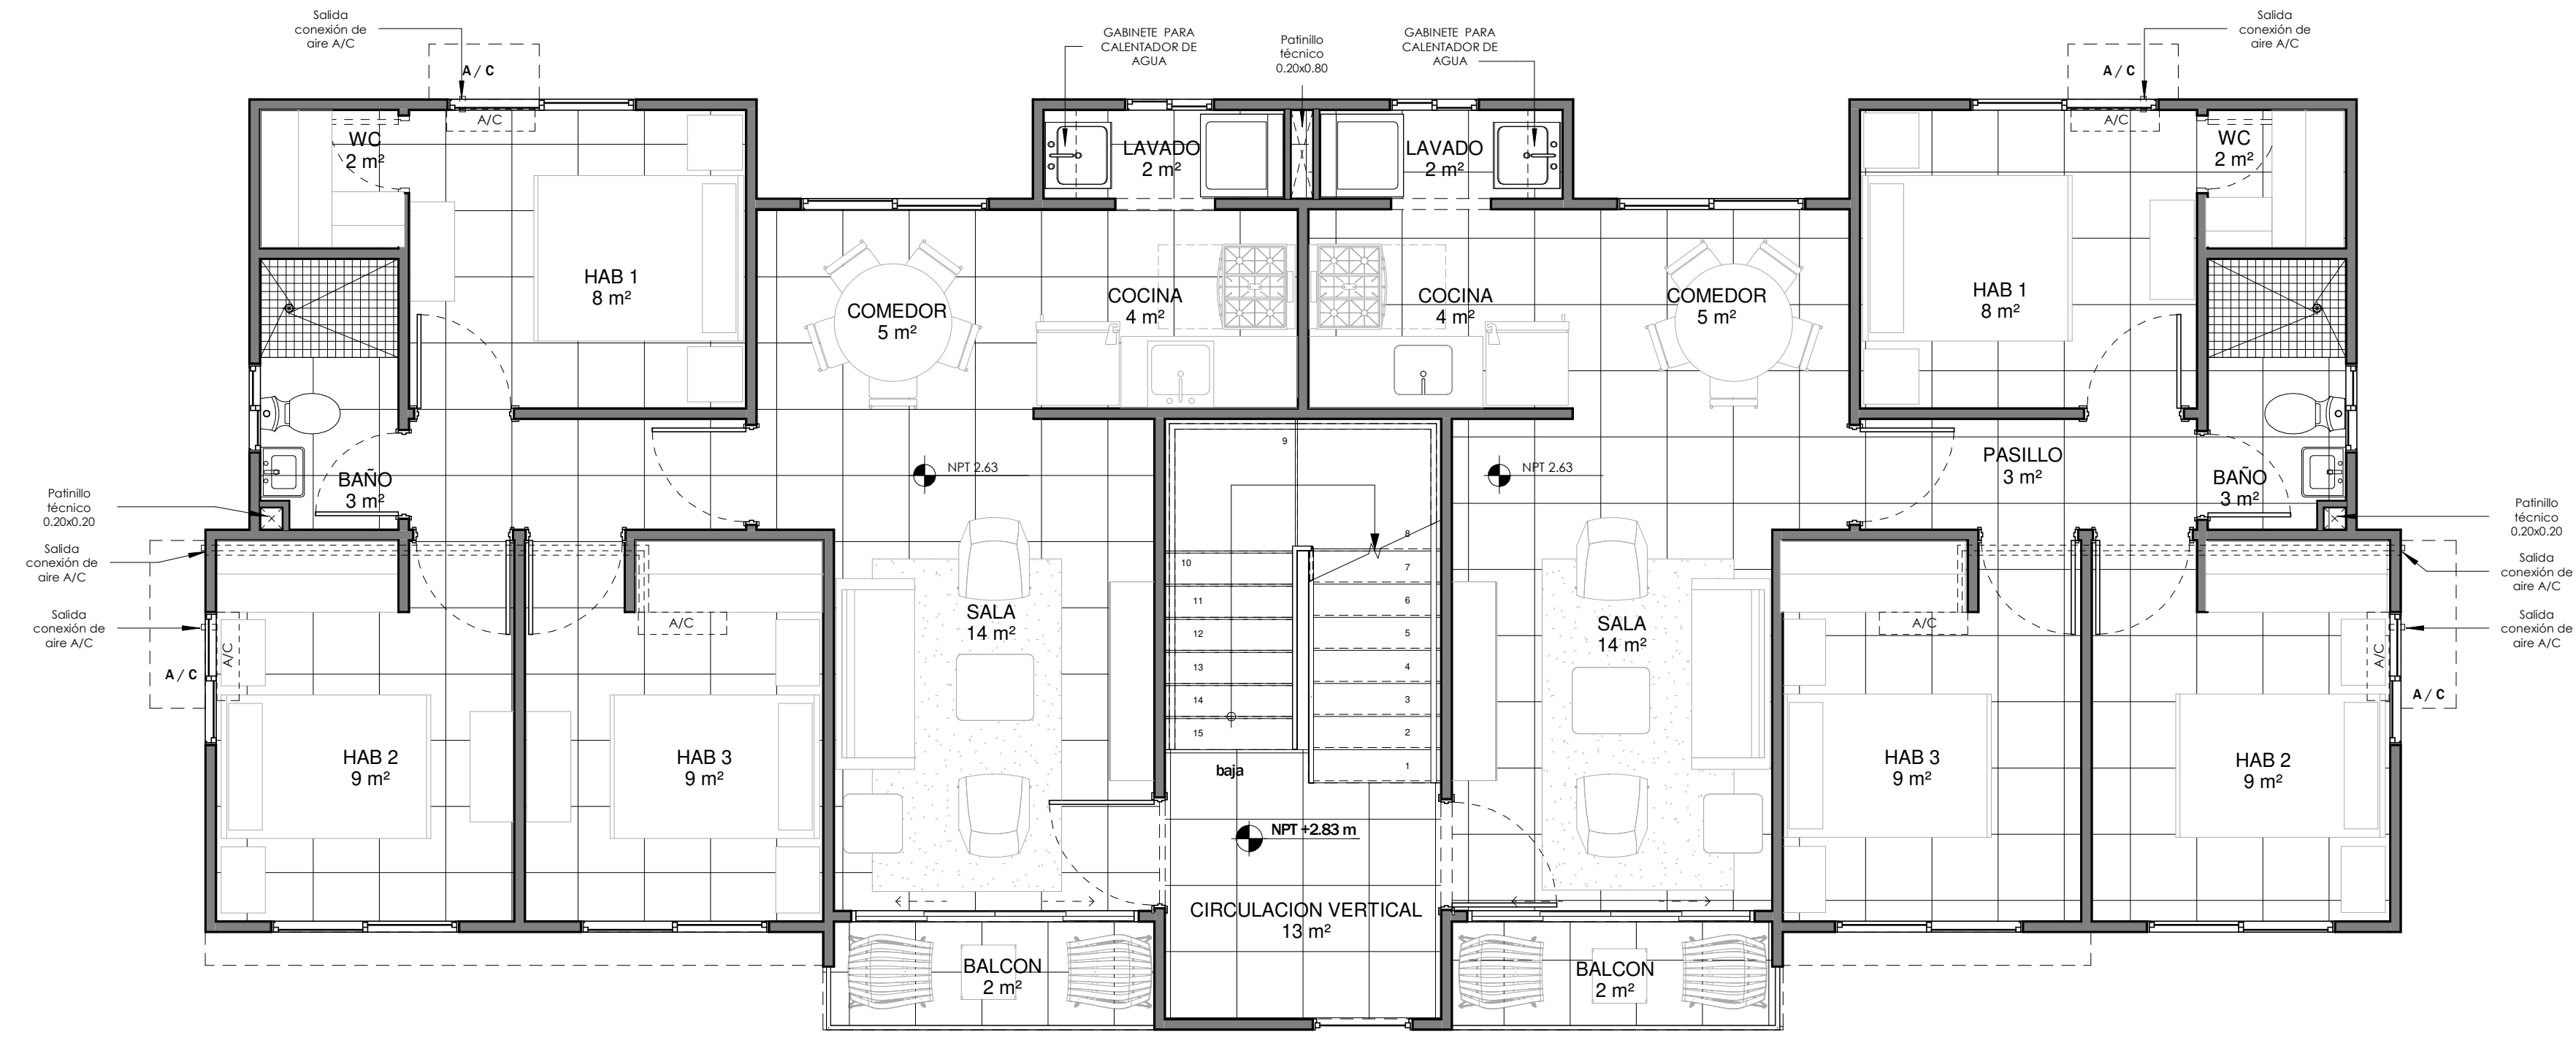 Salida
conexión de
aire A/C
A / C
GABINETE PARA
CALENTADOR DE
AGUA
Patinillo
técnico
0.20x0.80
GABINETE PARA
CALENTADOR DE
AGUA
Salida
conexión de
aire A/C
A / C
WC
2 m²
A/C
LAVADO
2 m²
LAVADO
2 m²
A/C
WC
2 m²
HAB 1
8 m²
COMEDOR
5 m²
COCINA
4 m²
COCINA
4 m²
COMEDOR
5 m²
HAB 1
8 m²
BAÑO
3 m²
NPT 2.63
9
NPT 2.63
PASILLO
3 m²
BAÑO
3 m²
Patinillo
técnico
0.20x0.20
Salida
conexión de
aire A/C
Salida
conexión de
aire A/C
A / C
A/C
A/C
SALA
14 m²
10
11
12
13
14
15
8
7
6
5
4
3
2
1
SALA
14 m²
A/C
A/C
A / C
Patinillo
técnico
0.20x0.20
Salida
conexión de
aire A/C
Salida
conexión de
aire A/C
HAB 2
9 m²
HAB 3
9 m²
baja
HAB 3
9 m²
HAB 2
9 m²
NPT +2.83 m
CIRCULACION VERTICAL
13 m²
BALCON
2 m²
BALCON
2 m²